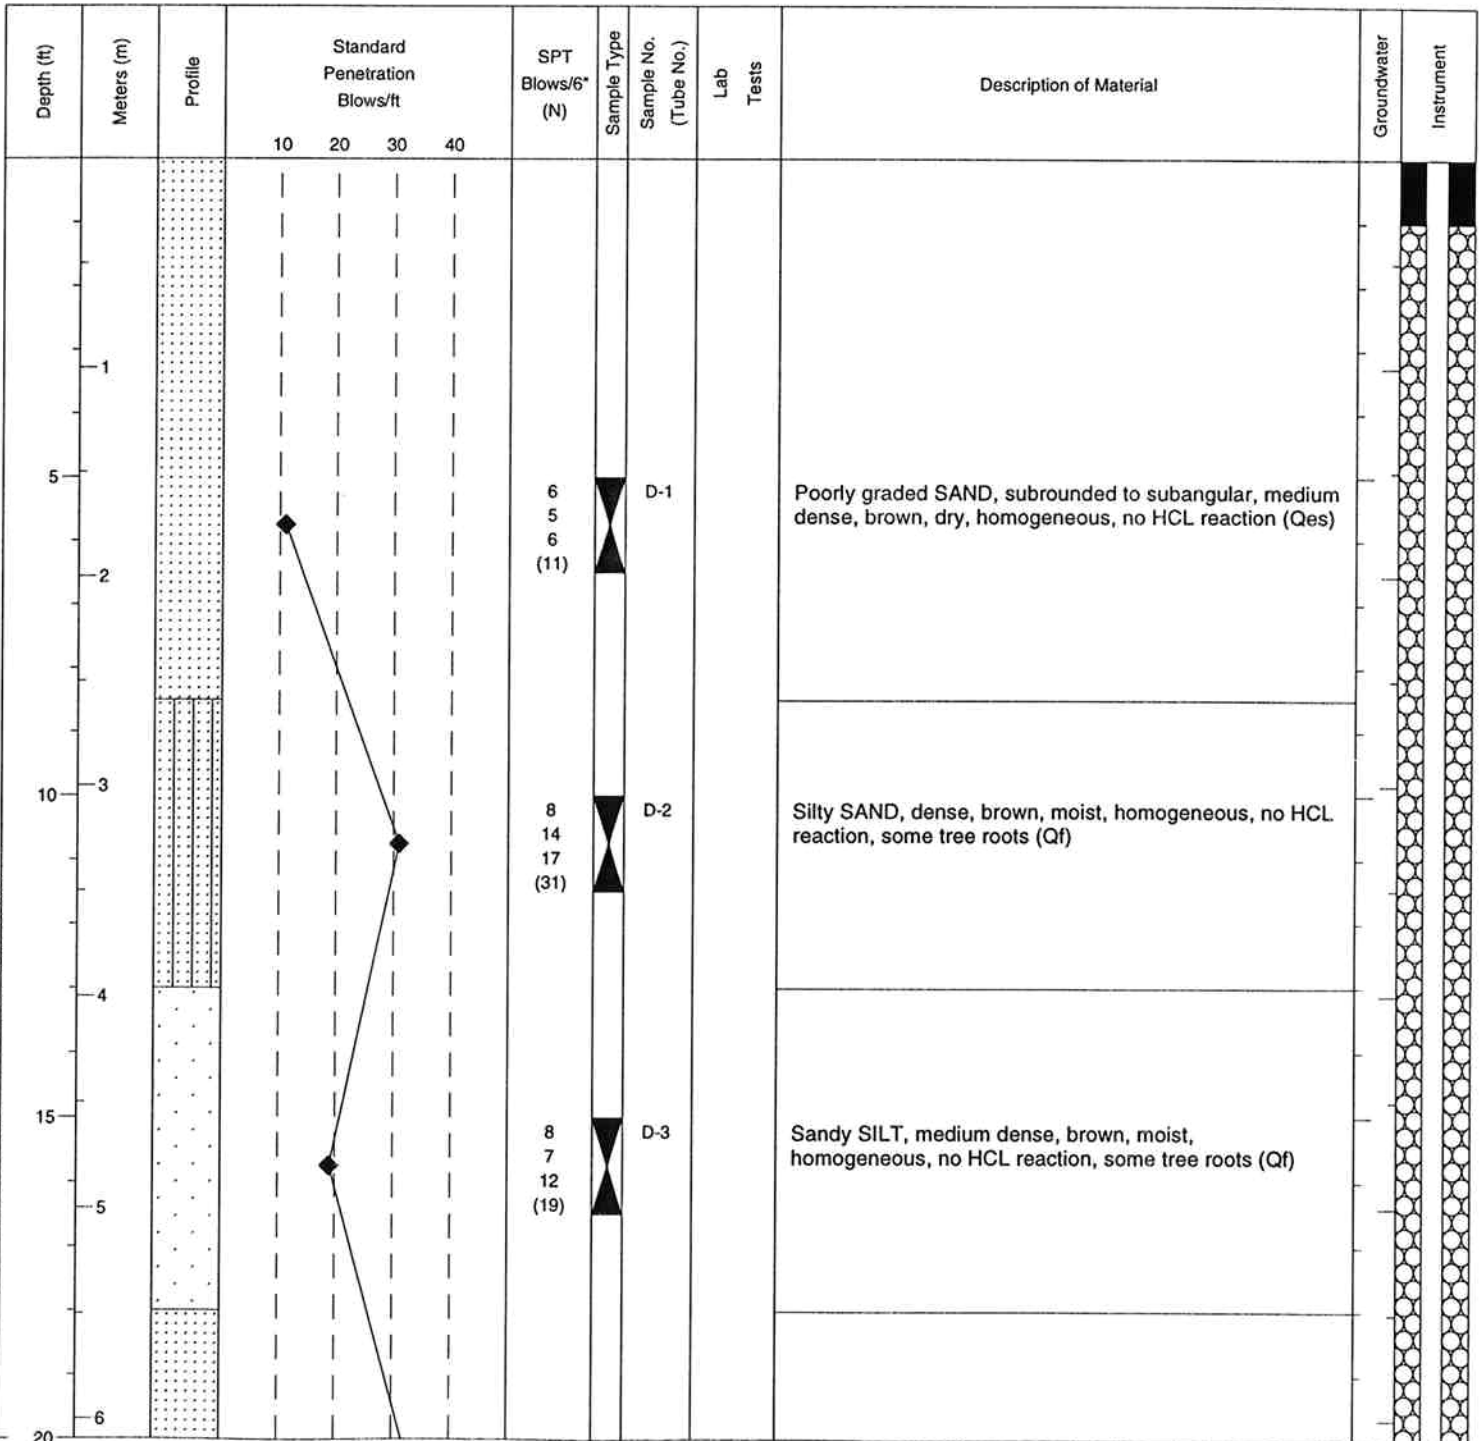 Depth (ft)
Meters (m)
Profile
Standard
Penetration
Blows/ft
10 20 30 40
SPT
Blows/6"
(N)
Sample Type
Sample No.
(Tube No.)
Lab
Tests
Description of Material
Groundwater
Instrument
1
5
6
5
6
(11)
D-1
Poorly graded SAND, subrounded to subangular, medium
dense, brown, dry, homogeneous, no HCL reaction (Qes)
2
3
10
8
14
17
(31)
D-2
Silty SAND, dense, brown, moist, homogeneous, no HCL
reaction, some tree roots (Qf)
4
15
8
7
12
(19)
D-3
Sandy SILT, medium dense, brown, moist,
homogeneous, no HCL reaction, some tree roots (Qf)
5
6
20